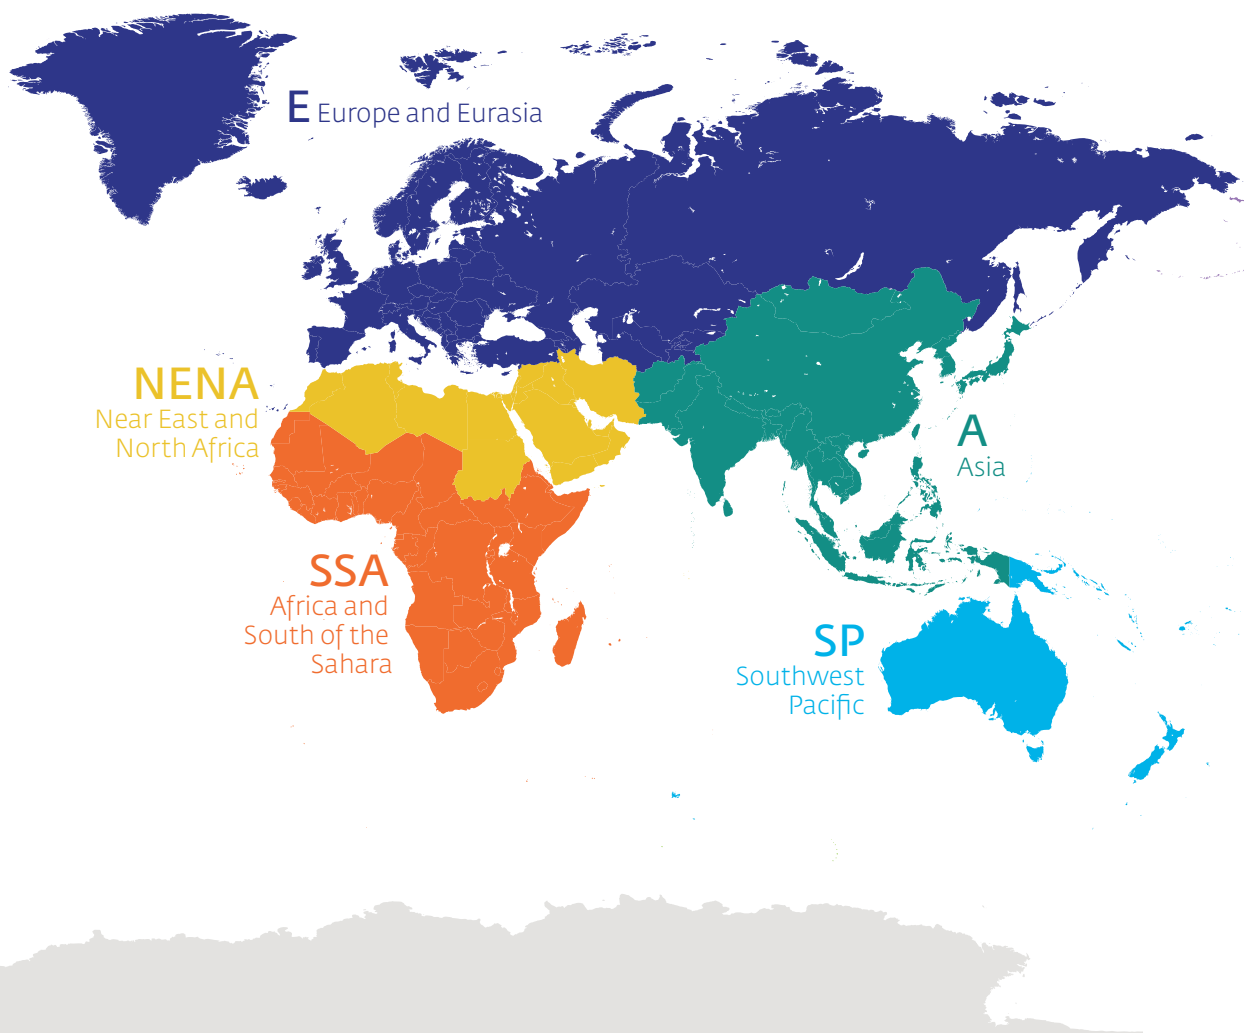 E Europe and Eurasia
NENA
Near East and
North Africa
A
Asia
SSA
Africa and
South of the
Sahara
SP
Southwest
Pacific